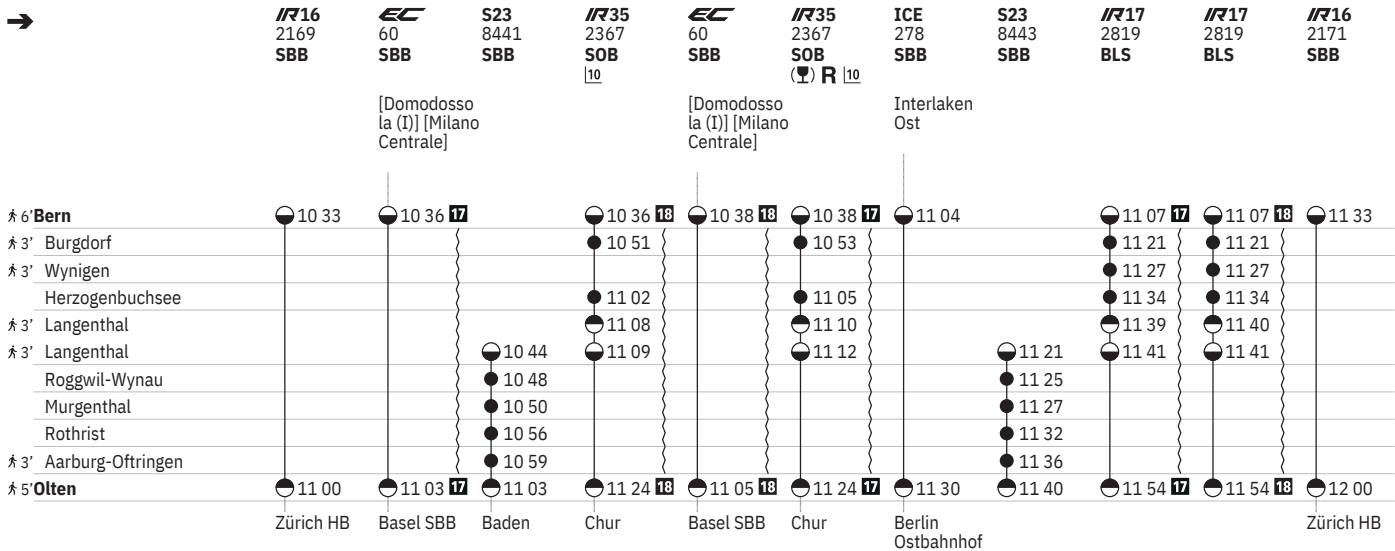 IR16 EC S23 IR35 EC IR35 ICE S23 IR17 IR17 IR16
2169 60 8441 2367 60 2367 278 8443 2819 2819 2171
SBB SBB SBB SOB SBB SOB SBB SBB BLS BLS SBB
10 R 10
[Domodosso [Domodosso Interlaken
la (I)] [Milano la (I)] [Milano Ost
Centrale] Centrale]
6' Bern 10 33 10 36 17 10 36 18 10 38 18 10 38 17 11 04 11 07 17 11 07 18 11 33
3' Burgdorf 10 51 10 53 11 21 11 21
3' Wynigen 11 27 11 27
Herzogenbuchsee 11 02 11 05 11 34 11 34
3' Langenthal 11 08 11 10 11 39 11 40
3' Langenthal 10 44 11 09 11 12 11 21 11 41 11 41
Roggwil-Wynau 10 48 11 25
Murgenthal 10 50 11 27
Rothrist 10 56 11 32
3' Aarburg-Oftringen 10 59 11 36
5' Olten 11 00 11 03 17 11 03 11 24 18 11 05 18 11 24 17 11 30 11 40 11 54 17 11 54 18 12 00
Zürich HB Basel SBB Baden Chur Basel SBB Chur Berlin Zürich HB
Ostbahnhof